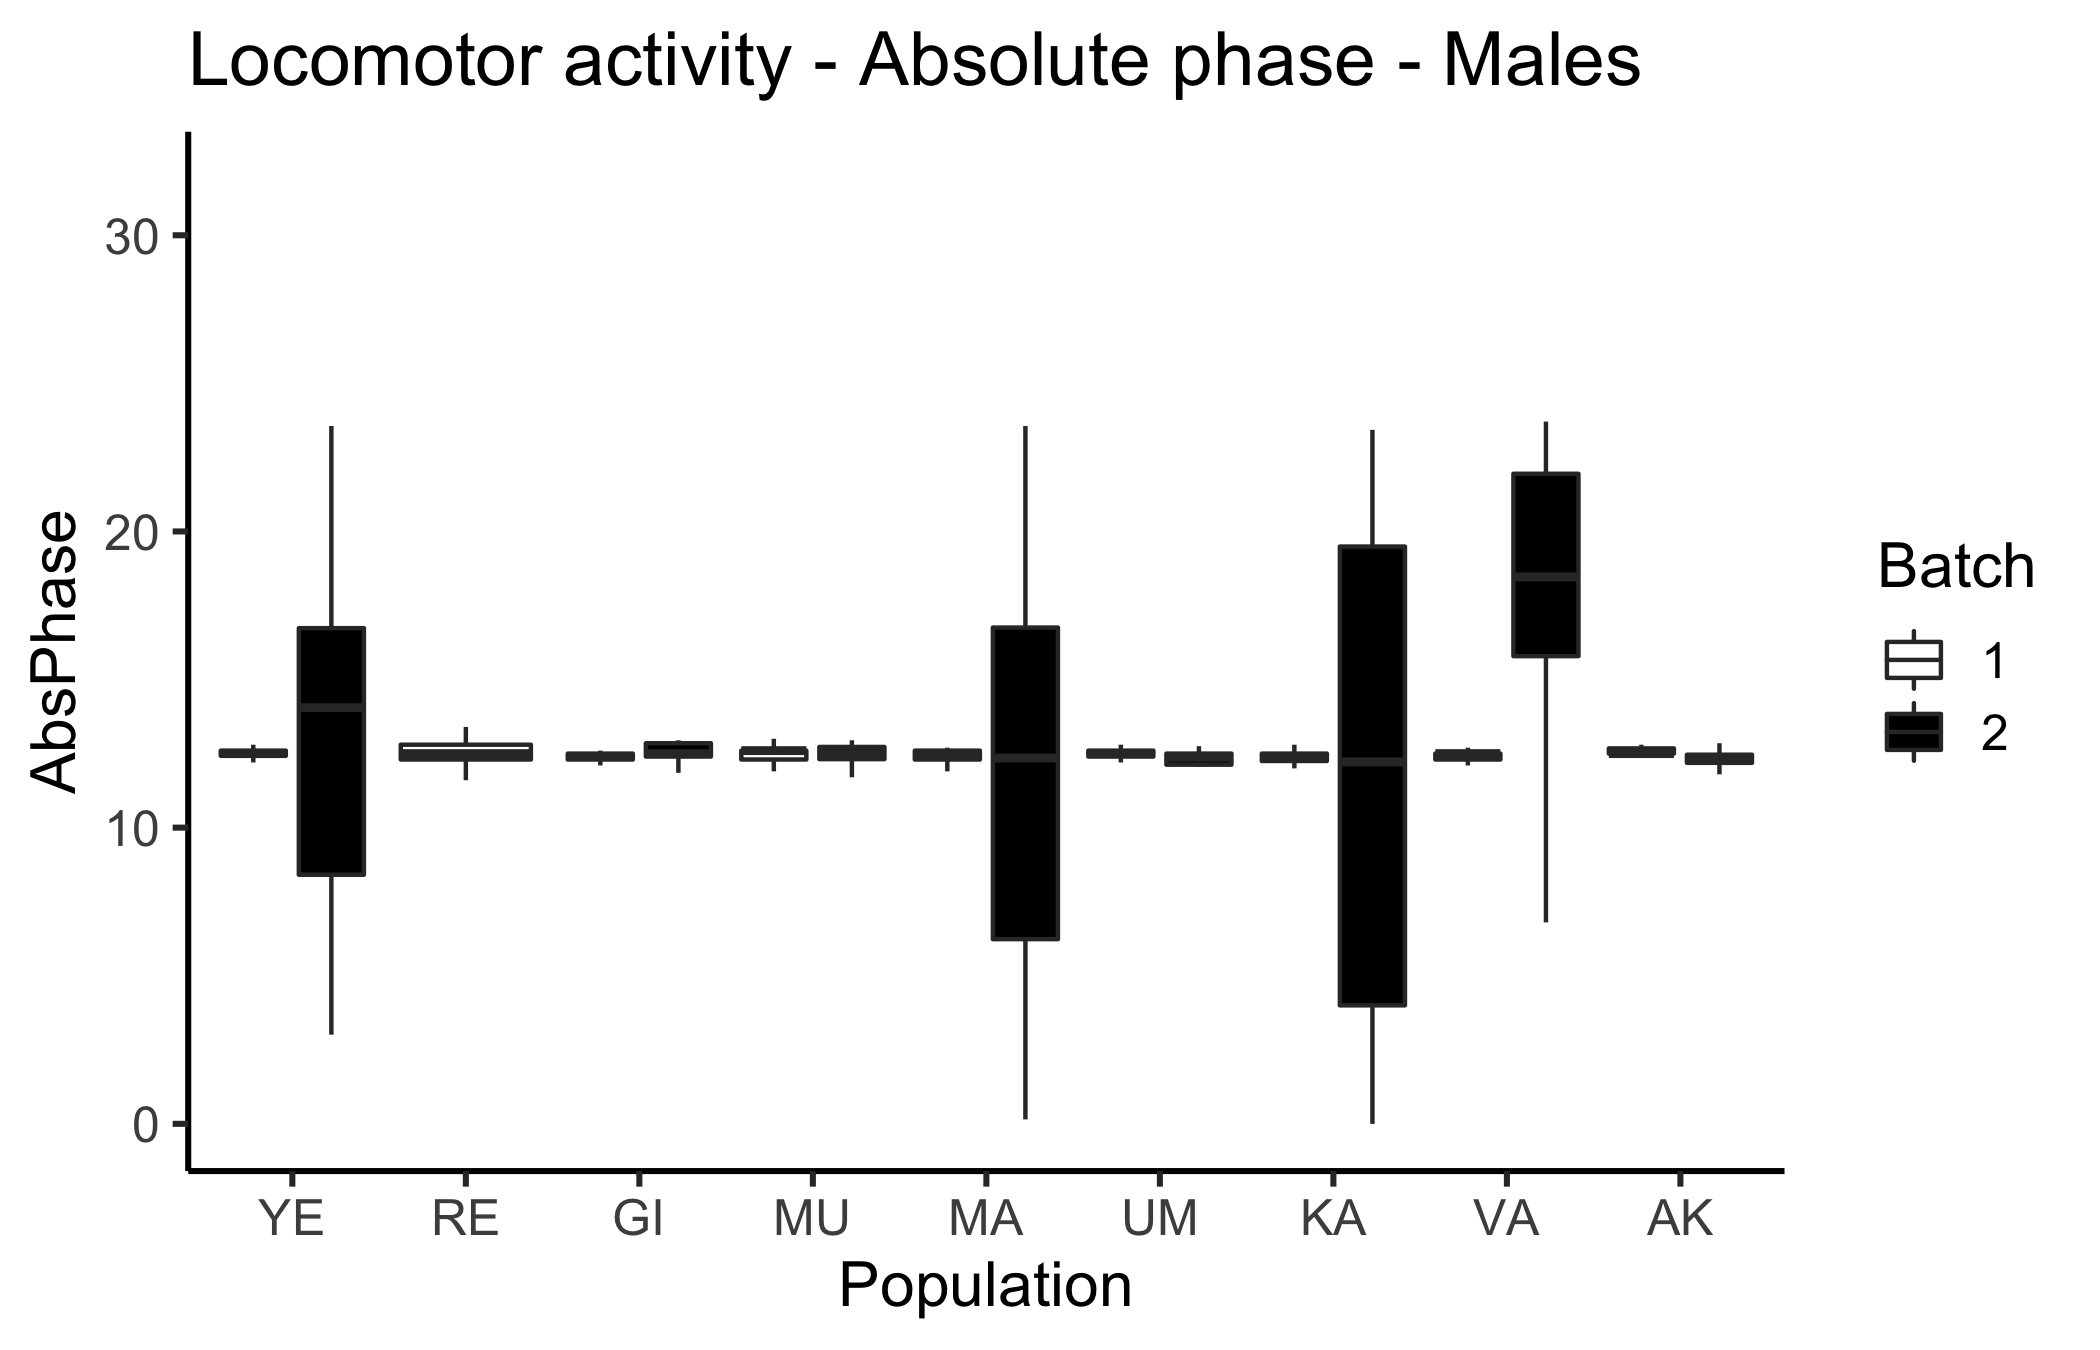 Locomotor activity - Absolute phase - Males
30
20
10
0
AbsPhase
YE RE GI MU MA UM KA VA AK
Population
Batch
1
2